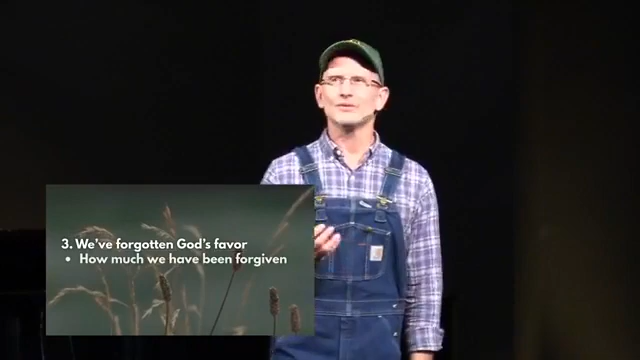 3. We've forgotten God's favor
• How much we have been forgiven